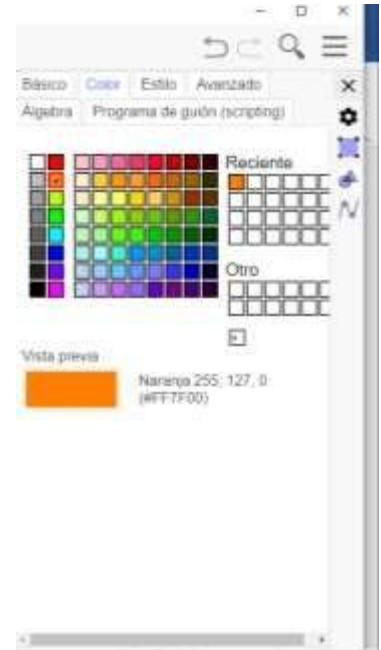 Básico Color Estilo Avanzado
Álgebra Programa de guión (scripting)
Reciente
Otro
Vista previa
Naranja 255, 127, 0
(#FF7F00)